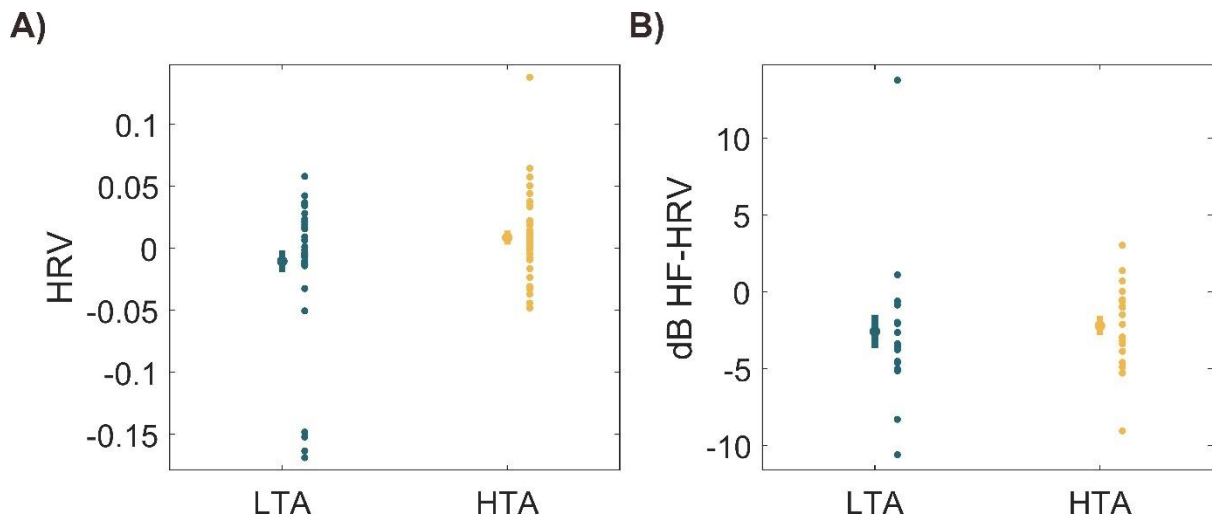 A)
HRV
0.1
0.05
0
-0.05
-0.1
-0.15
LTA HTA
B)
dB HF-HRV
10
5
0
-5
-10
LTA HTA